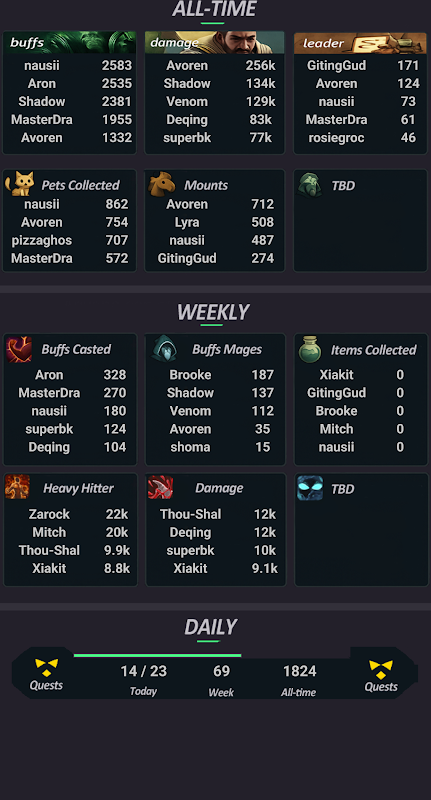 ALL-TIME
buffs
nausii 2583
Aron 2535
Shadow 2381
MasterDra 1955
Avoren 1332
damage
Avoren 256k
Shadow 134k
Venom 129k
Deqing 83k
superbk 77k
leader
GitingGud 171
Avoren 124
nausii 73
MasterDra 61
rosiegroc 46
Pets Collected
nausii 862
Avoren 754
pizzaghos 707
MasterDra 572
Mounts
Avoren 712
Lyra 508
nausii 487
GitingGud 274
TBD
WEEKLY
Buffs Casted
Aron 328
MasterDra 270
nausii 180
superbk 124
Deqing 104
Buffs Mages
Brooke 187
Shadow 137
Venom 112
Avoren 35
shoma 15
Items Collected
Xiakit 0
GitingGud 0
Brooke 0
Mitch 0
nausii 0
Heavy Hitter
Zarock 22k
Mitch 20k
Thou-Shal 9.9k
Xiakit 8.8k
Damage
Thou-Shal 12k
Deqing 12k
superbk 10k
Xiakit 9.1k
TBD
DAILY
Quests
14 / 23
Today
69
Week
1824
All-time
Quests